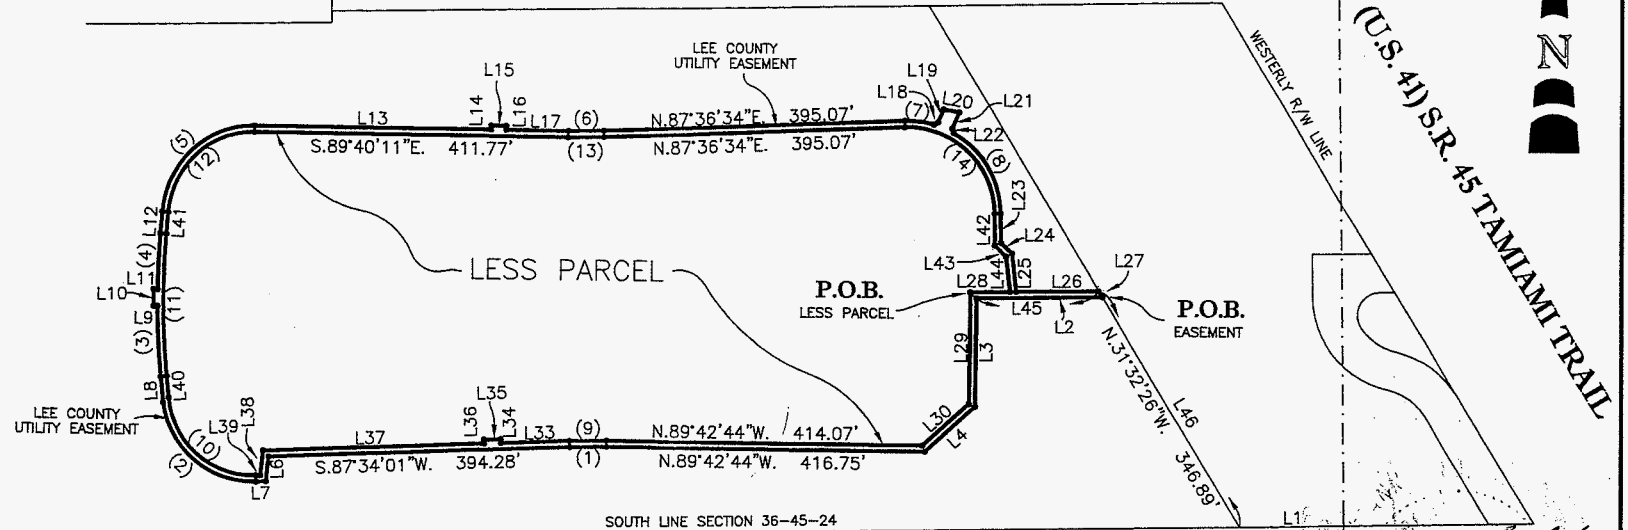 LEE COUNTY
UTILITY EASEMENT
L15
L19
L20
L18
(7)
L21
L22
L13
L14
L16
L17
(6)
N.87°36'34"E. 395.07'
S.89°40'11"E. 411.77'
(13)
N.87°36'34"E. 395.07'
(5)
(12)
(14)
(8)
WESTERLY R/W LINE
N
(U.S. 41) S.R. 45 TAMIAMI TRAIL
L12
L41
(4)
L11
L10
L9
(11)
(3)
L8
L40
L23
L42
L24
L43
L44
L25
L28
L26
L27
L45
L2
LESS PARCEL
P.O.B.
LESS PARCEL
P.O.B.
EASEMENT
L29
L3
N.31°32'26"W. 346.89'
L46
L30
L4
LEE COUNTY
UTILITY EASEMENT
L39
L38
L37
L36
L35
L34
L33
(9)
N.89°42'44"W. 414.07'
(10)
(2)
L6
L7
S.87°34'01"W. 394.28'
(1)
N.89°42'44"W. 416.75'
SOUTH LINE SECTION 36-45-24
L1